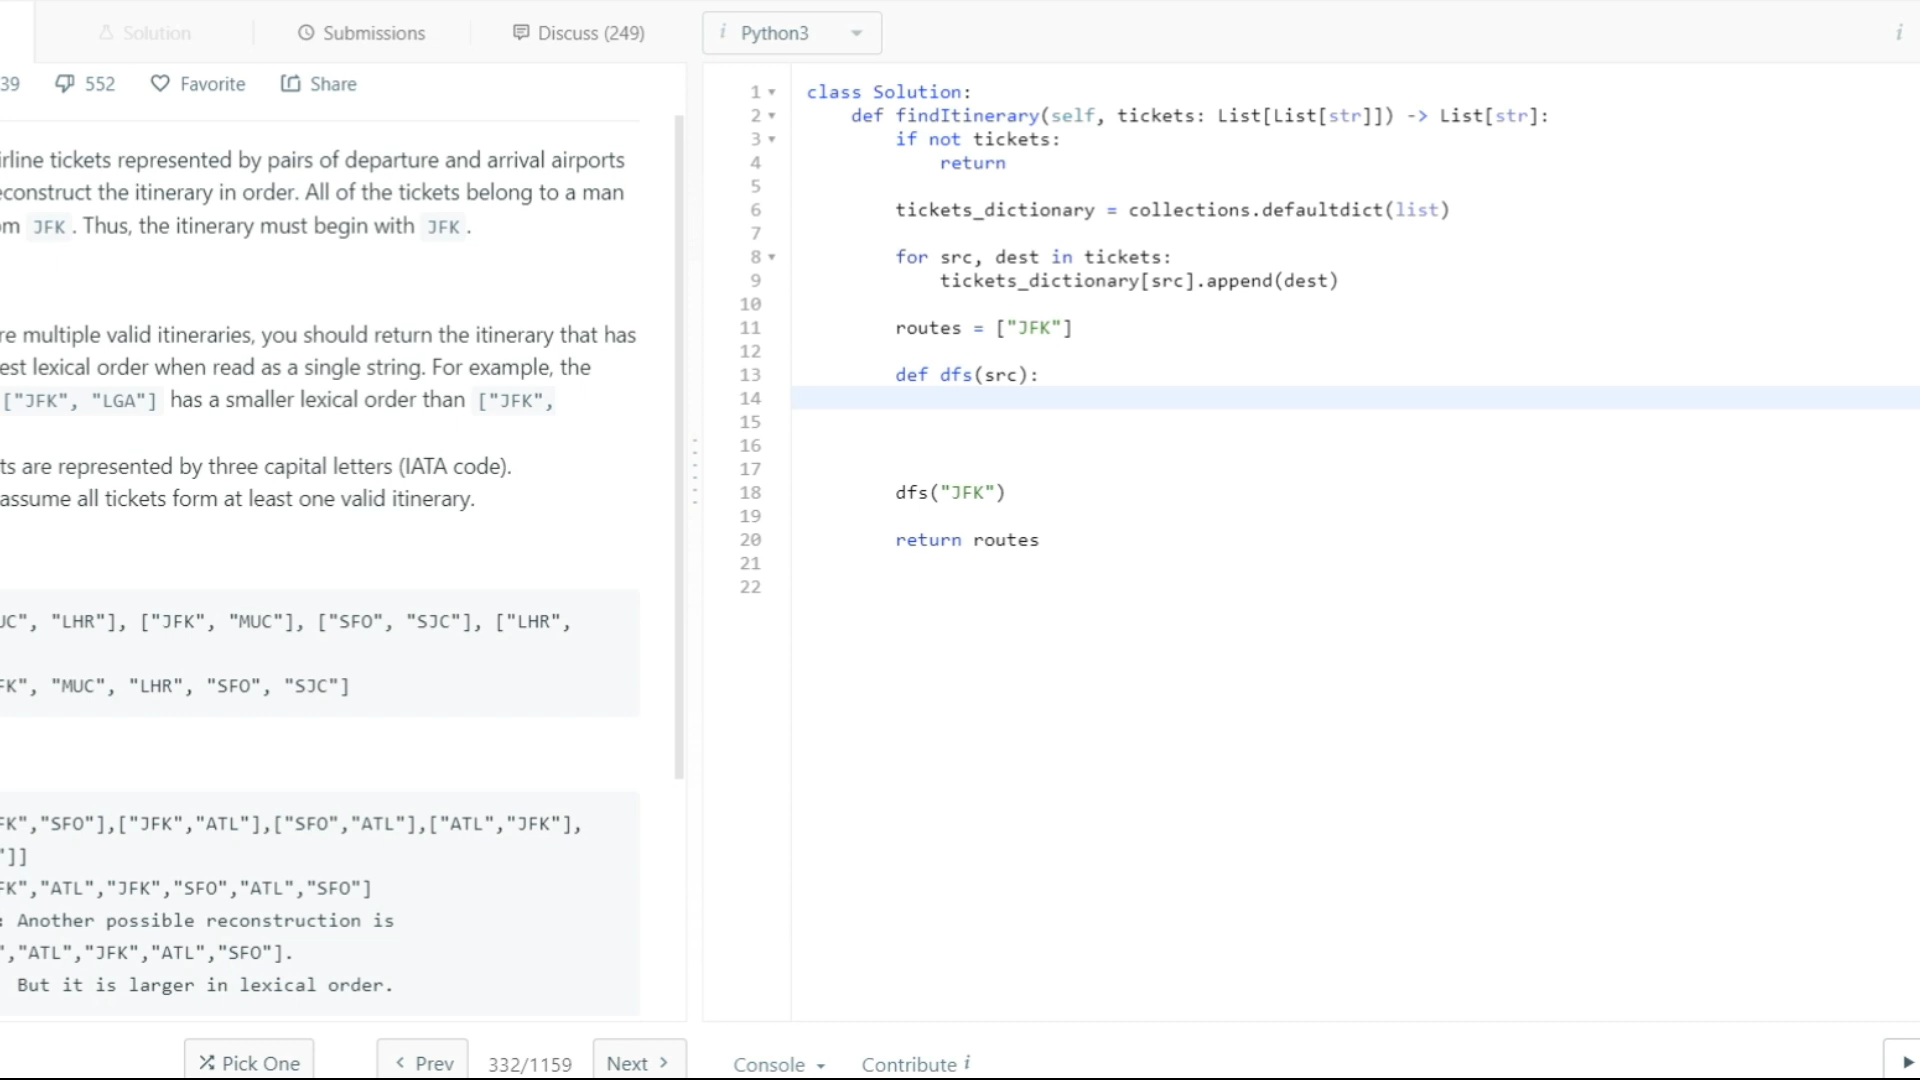 Solution
Submissions
Discuss (249)
i Python3
i
39
552
Favorite
Share
irline tickets represented by pairs of departure and arrival airports
econstruct the itinerary in order. All of the tickets belong to a man
om JFK. Thus, the itinerary must begin with JFK.
re multiple valid itineraries, you should return the itinerary that has
est lexical order when read as a single string. For example, the
["JFK", "LGA"] has a smaller lexical order than ["JFK",
ts are represented by three capital letters (IATA code).
assume all tickets form at least one valid itinerary.
UC", "LHR"], ["JFK", "MUC"], ["SFO", "SJC"], ["LHR",
FK", "MUC", "LHR", "SFO", "SJC"]
FK","SFO"],["JFK","ATL"],["SFO","ATL"],["ATL","JFK"],
"]]
FK","ATL","JFK","SFO","ATL","SFO"]
: Another possible reconstruction is
","ATL","JFK","ATL","SFO"].
But it is larger in lexical order.
1 class Solution:
2 def findItinerary(self, tickets: List[List[str]]) -> List[str]:
3 if not tickets:
4 return
5
6 tickets_dictionary = collections.defaultdict(list)
7
8 for src, dest in tickets:
9 tickets_dictionary[src].append(dest)
10
11 routes = ["JFK"]
12
13 def dfs(src):
14
15
16
17
18 dfs("JFK")
19
20 return routes
21
22
Pick One
< Prev
332/1159
Next >
Console
Contribute i